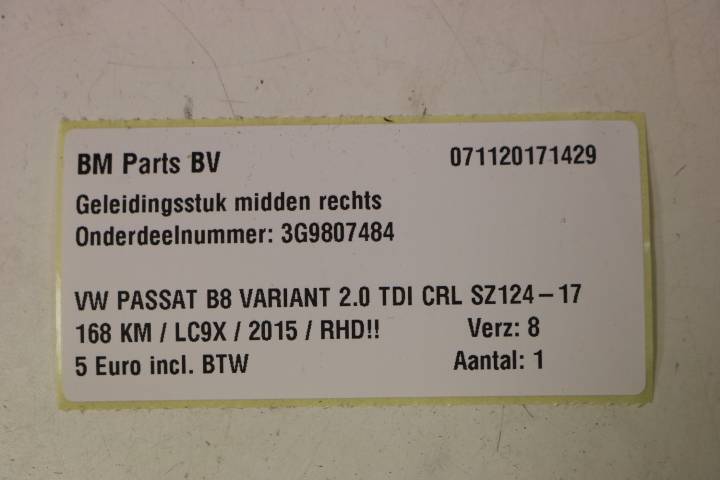 BM Parts BV 071120171429
Geleidingsstuk midden rechts
Onderdeelnummer: 3G9807484
VW PASSAT B8 VARIANT 2.0 TDI CRL SZ124-17
168 KM / LC9X / 2015 / RHD!! Verz: 8
5 Euro incl. BTW Aantal: 1